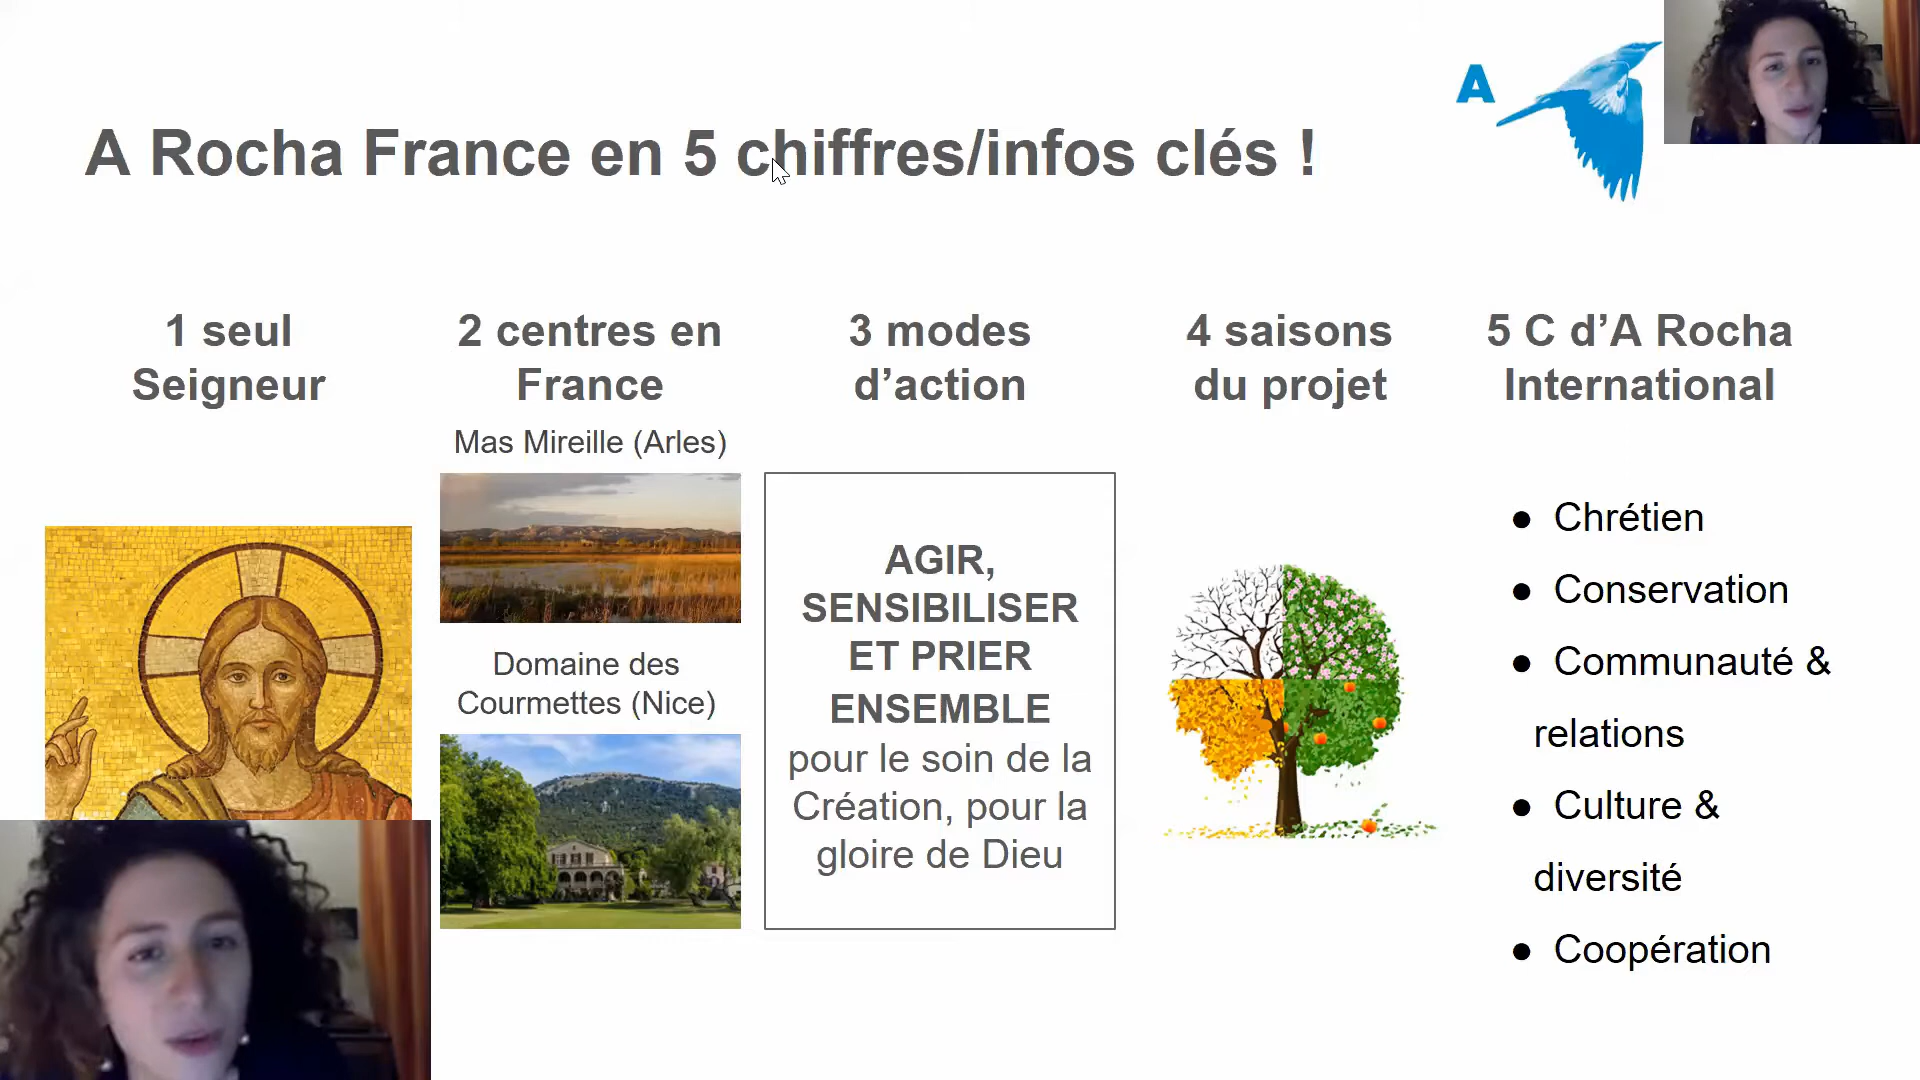 A
A Rocha France en 5 chiffres/infos clés !
1 seul
Seigneur
2 centres en
France
Mas Mireille (Arles)
Domaine des
Courmettes (Nice)
3 modes
d’action
AGIR,
SENSIBILISER
ET PRIER
ENSEMBLE
pour le soin de la
Création, pour la
gloire de Dieu
4 saisons
du projet
5 C d’A Rocha
International
● Chrétien
● Conservation
● Communauté &
relations
● Culture &
diversité
● Coopération